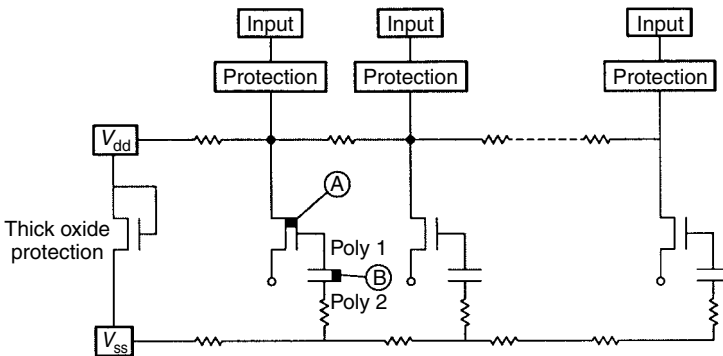 Input
Input
Input
Protection
Protection
Protection
Vdd
A
Thick oxide
protection
Poly 1
B
Poly 2
Vss